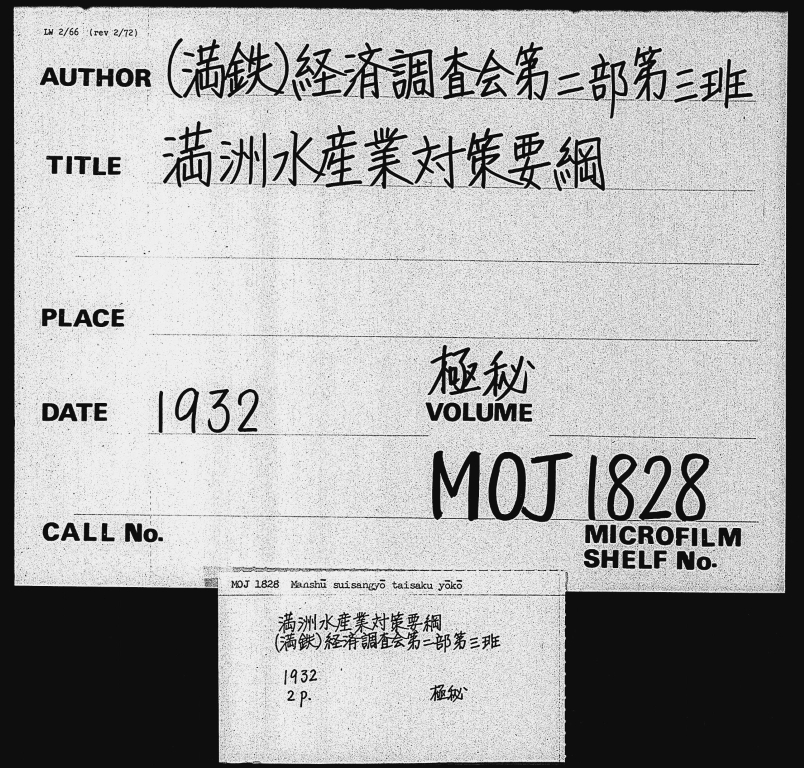 LW 2/66 (rev 2/72)
AUTHOR (満鉄)経済調査会第二部第三班
TITLE 満洲水産業対策要綱
PLACE
極秘
DATE 1932 VOLUME
MOJ 1828
CALL No. MICROFILM
SHELF No.
MOJ 1828 Manshū suisangyō taisaku yōkō
満洲水産業対策要綱
(満鉄)経済調査会第二部第三班
1932
2 p. 極秘